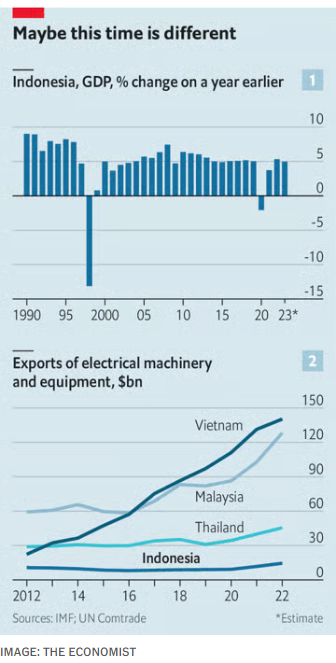 Maybe this time is different
Indonesia, GDP, % change on a year earlier
1
10
5
0
-5
-10
-15
1990 95 2000 05 10 15 20 23*
Exports of electrical machinery
and equipment, $bn
2
150
Vietnam
120
90
Malaysia
60
Thailand
30
Indonesia
0
2012 14 16 18 20 22
Sources: IMF; UN Comtrade *Estimate
IMAGE: THE ECONOMIST